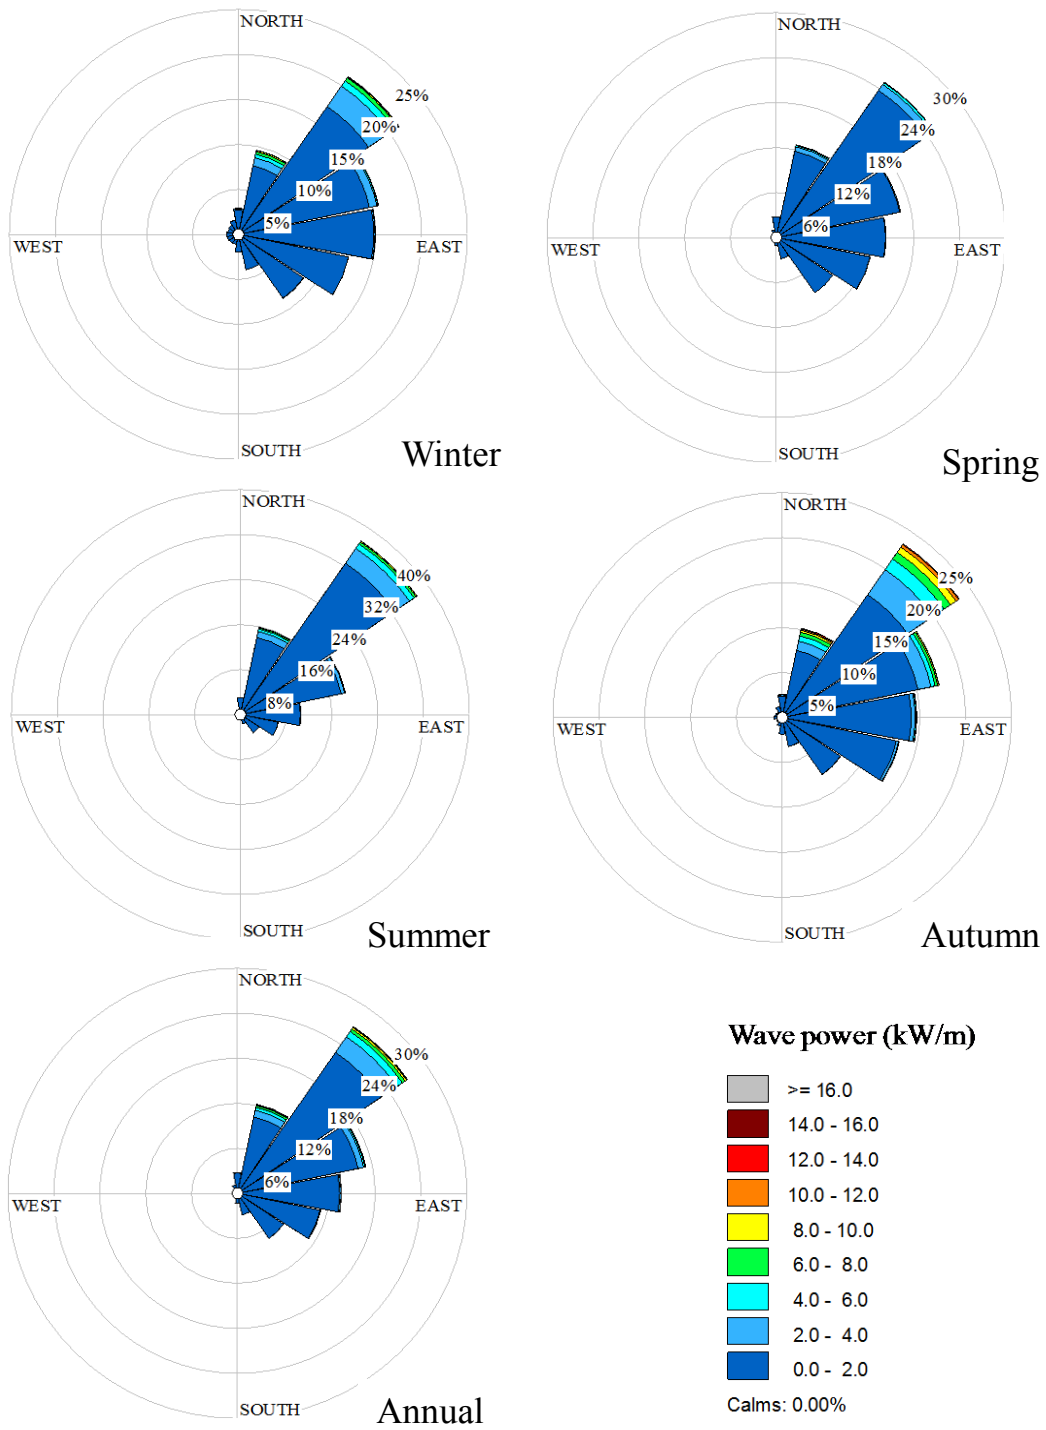 NORTH
25%
20%
15%
10%
5%
WEST
EAST
SOUTH
Winter
NORTH
30%
24%
18%
12%
6%
WEST
EAST
SOUTH
Spring
NORTH
40%
32%
24%
16%
8%
WEST
EAST
SOUTH
Summer
NORTH
25%
20%
15%
10%
5%
WEST
EAST
SOUTH
Autumn
NORTH
30%
24%
18%
12%
6%
WEST
EAST
SOUTH
Annual
Wave power (kW/m)
>= 16.0
14.0 - 16.0
12.0 - 14.0
10.0 - 12.0
8.0 - 10.0
6.0 - 8.0
4.0 - 6.0
2.0 - 4.0
0.0 - 2.0
Calms: 0.00%